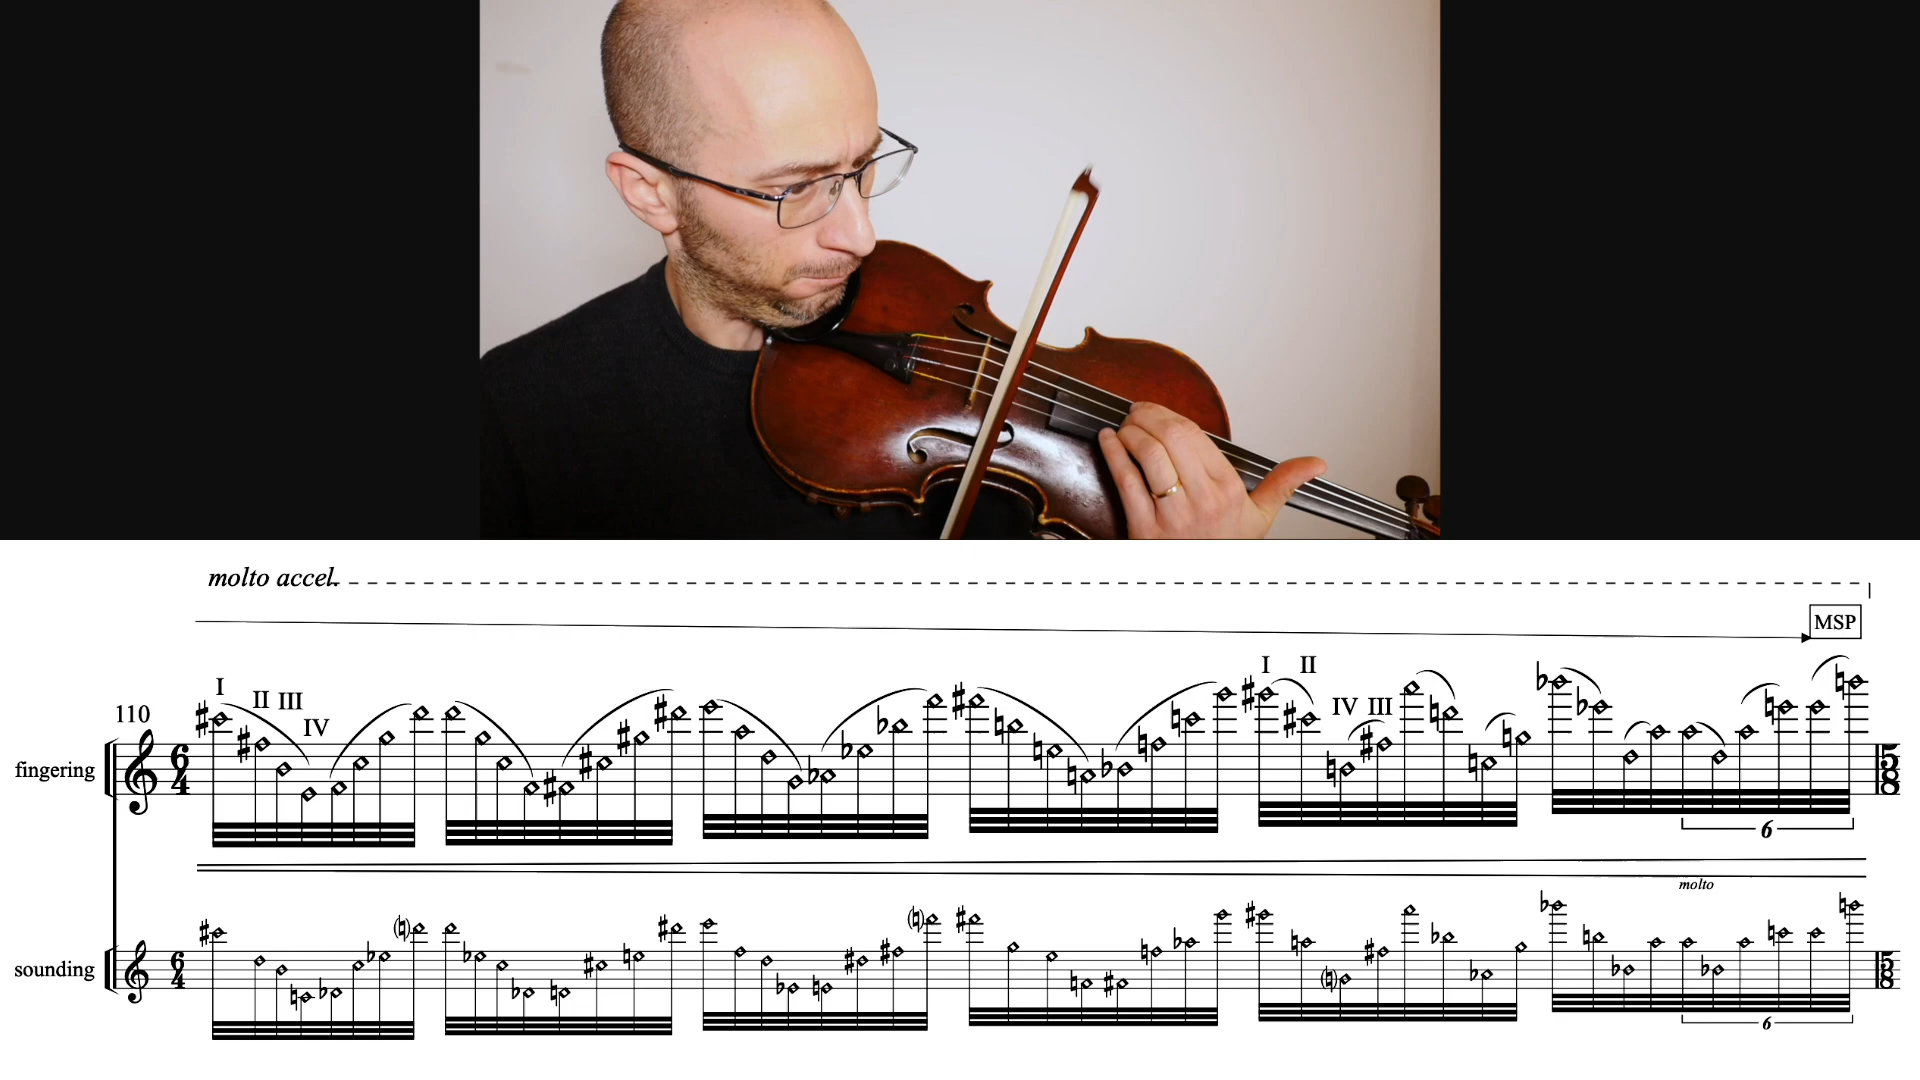 molto accel.
MSP
I II
I II III IV IV III
110
6 5
fingering
4 8
6
molto
6 5
sounding
4 8
6